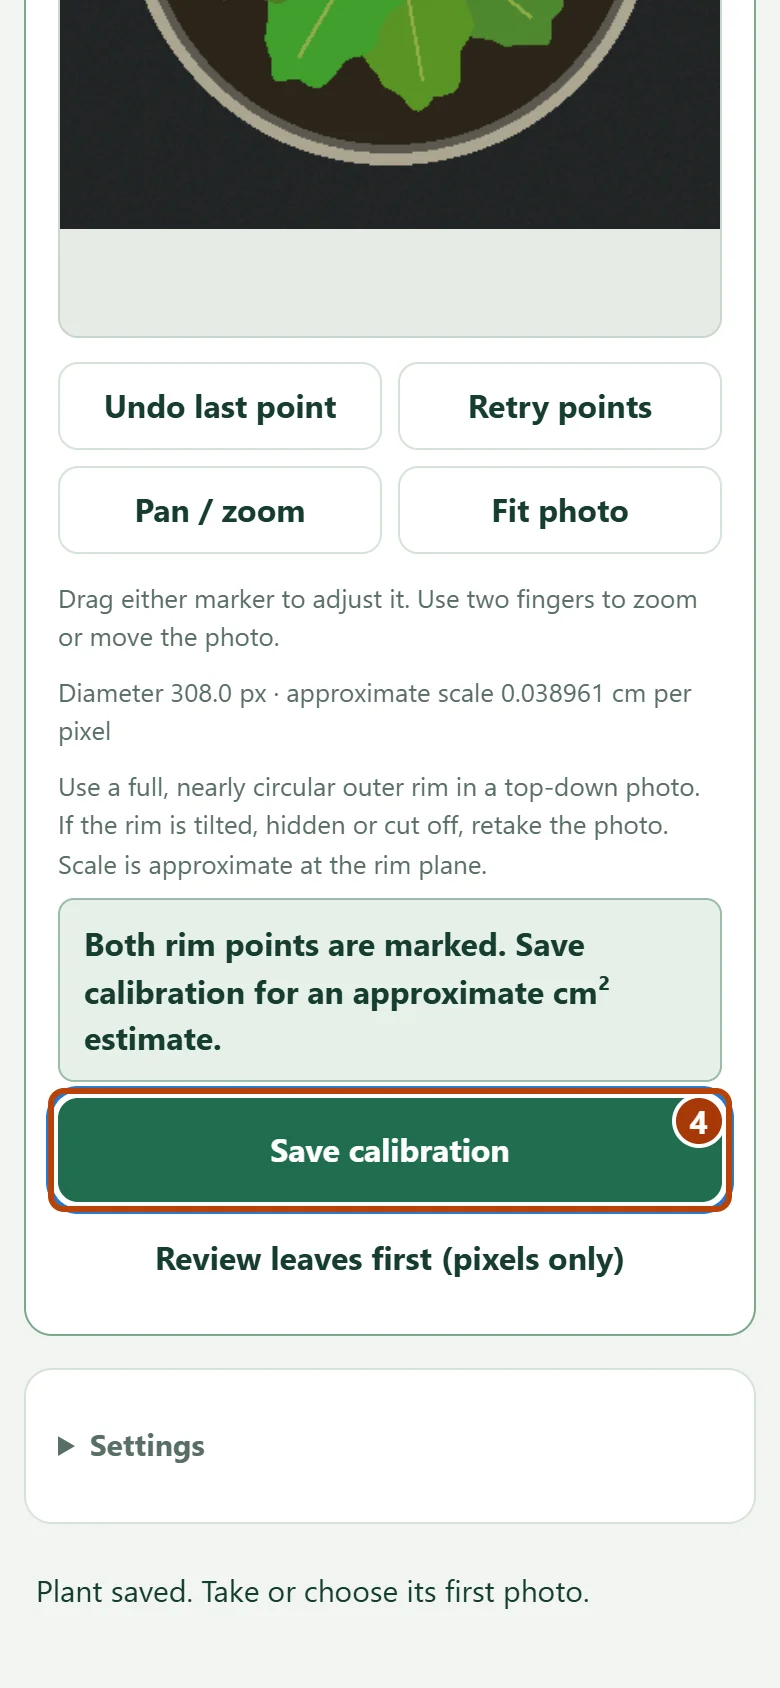 Undo last point
Retry points
Pan / zoom
Fit photo
Drag either marker to adjust it. Use two fingers to zoom
or move the photo.
Diameter 308.0 px · approximate scale 0.038961 cm per
pixel
Use a full, nearly circular outer rim in a top-down photo.
If the rim is tilted, hidden or cut off, retake the photo.
Scale is approximate at the rim plane.
Both rim points are marked. Save
calibration for an approximate cm²
estimate.
4
Save calibration
Review leaves first (pixels only)
Settings
Plant saved. Take or choose its first photo.